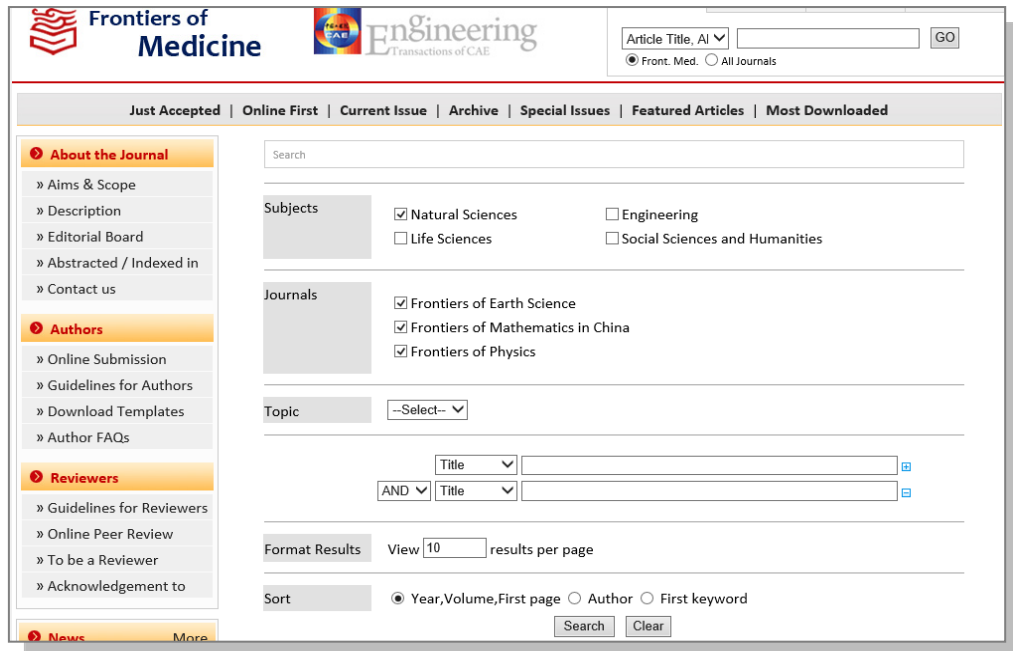 Frontiers of
Medicine
CAE
Engineering
Transactions of CAE
Article Title, Al
GO
Front. Med. All Journals
Just Accepted | Online First | Current Issue | Archive | Special Issues | Featured Articles | Most Downloaded
About the Journal
» Aims & Scope
» Description
» Editorial Board
» Abstracted / Indexed in
» Contact us
Authors
» Online Submission
» Guidelines for Authors
» Download Templates
» Author FAQs
Reviewers
» Guidelines for Reviewers
» Online Peer Review
» To be a Reviewer
» Acknowledgement to
News More
Search
Subjects
Natural Sciences Engineering
Life Sciences Social Sciences and Humanities
Journals
Frontiers of Earth Science
Frontiers of Mathematics in China
Frontiers of Physics
Topic --Select--
Title
AND Title
Format Results View 10 results per page
Sort Year,Volume,First page Author First keyword
Search Clear